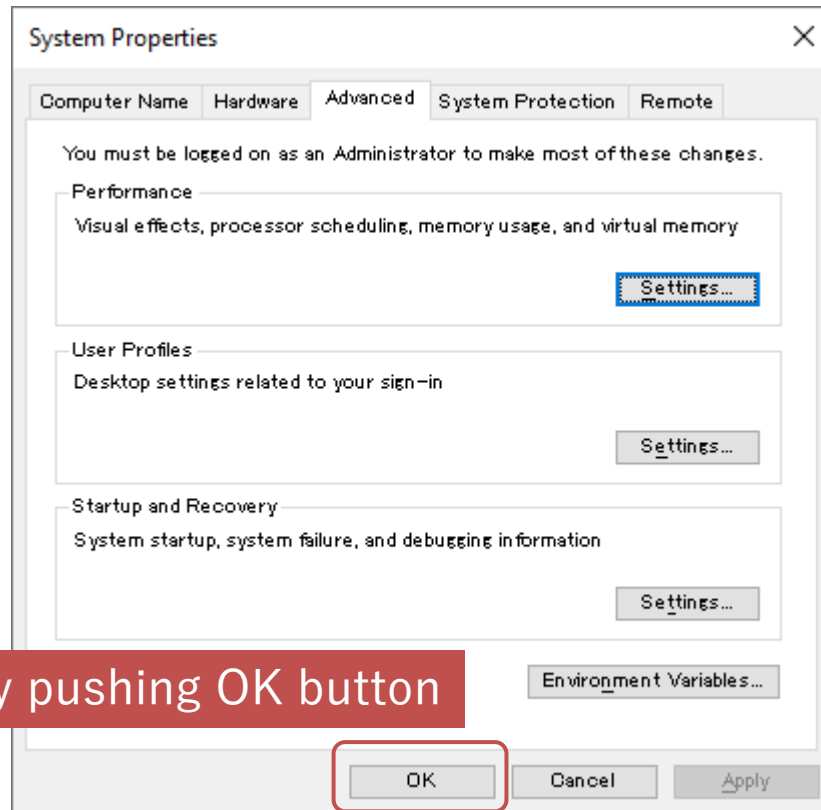 System Properties
Computer Name Hardware Advanced System Protection Remote
You must be logged on as an Administrator to make most of these changes.
Performance
Visual effects, processor scheduling, memory usage, and virtual memory
Settings...
User Profiles
Desktop settings related to your sign-in
Settings...
Startup and Recovery
System startup, system failure, and debugging information
Settings...
y pushing OK button
Environment Variables...
OK Cancel Apply